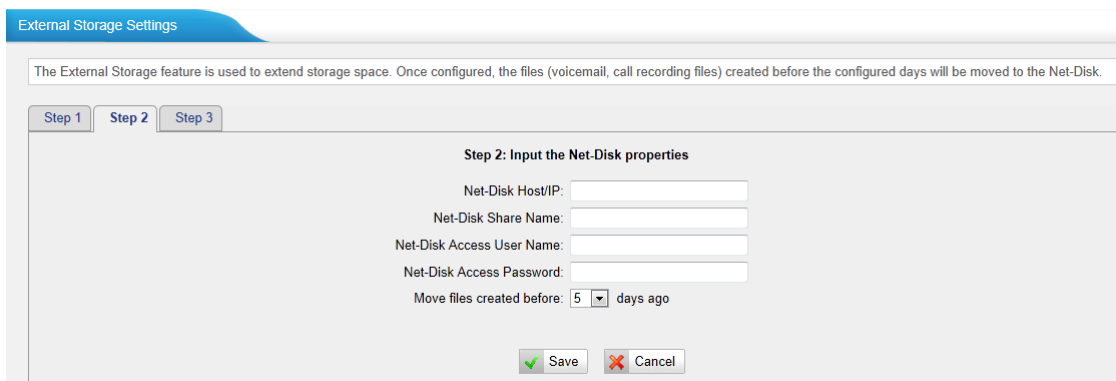 External Storage Settings
The External Storage feature is used to extend storage space. Once configured, the files (voicemail, call recording files) created before the configured days will be moved to the Net-Disk.
Step 1 Step 2 Step 3
Step 2: Input the Net-Disk properties
Net-Disk Host/IP:
Net-Disk Share Name:
Net-Disk Access User Name:
Net-Disk Access Password:
Move files created before: 5 days ago
Save Cancel